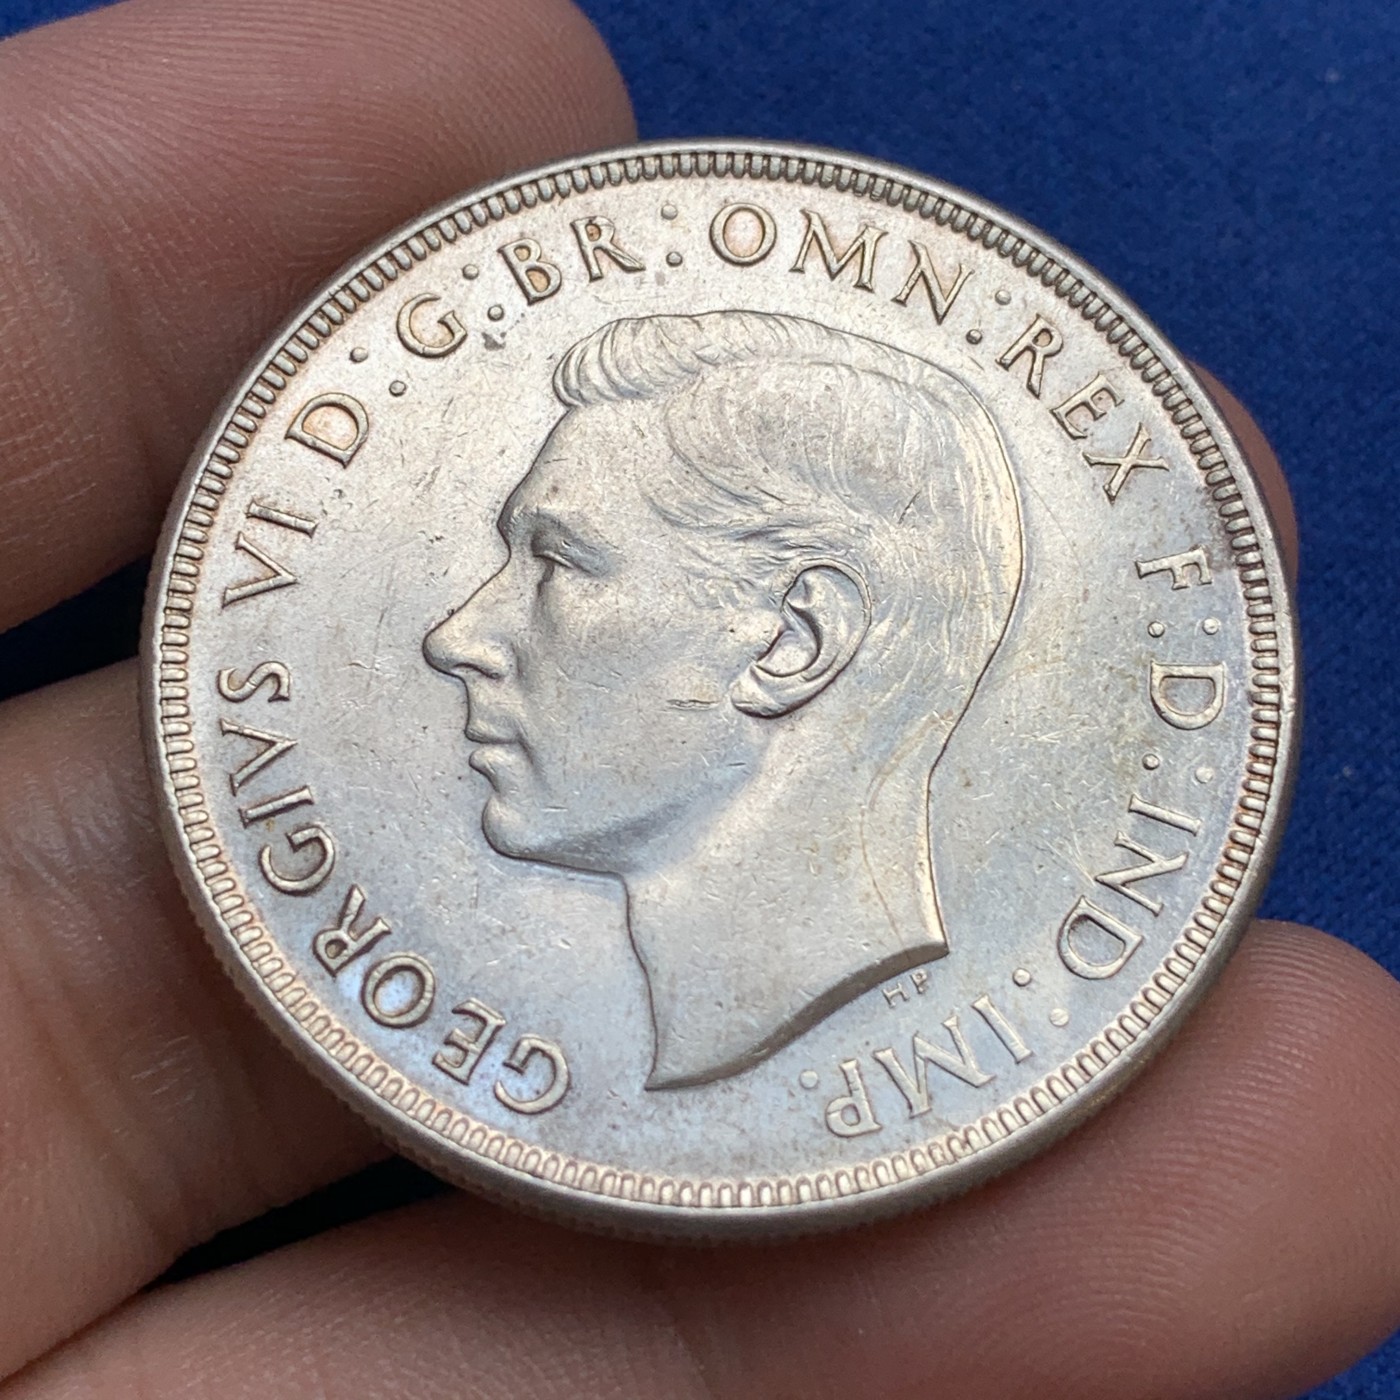 GEORGIVS VI D: G: BR: OMN: REX F: D: IND: IMP.
HP